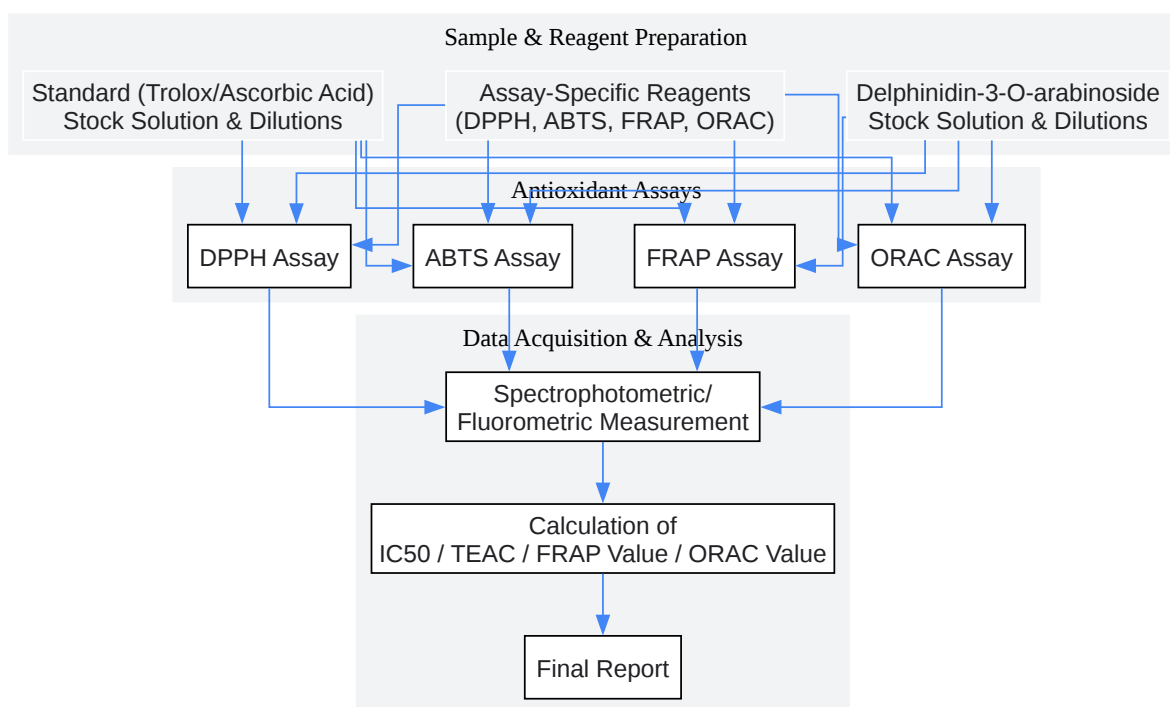 Sample & Reagent Preparation
Standard (Trolox/Ascorbic Acid)
Stock Solution & Dilutions
Assay-Specific Reagents
(DPPH, ABTS, FRAP, ORAC)
Delphinidin-3-O-arabinoside
Stock Solution & Dilutions
Antioxidant Assays
DPPH Assay
ABTS Assay
FRAP Assay
ORAC Assay
Data Acquisition & Analysis
Spectrophotometric/
Fluorometric Measurement
Calculation of
IC50 / TEAC / FRAP Value / ORAC Value
Final Report